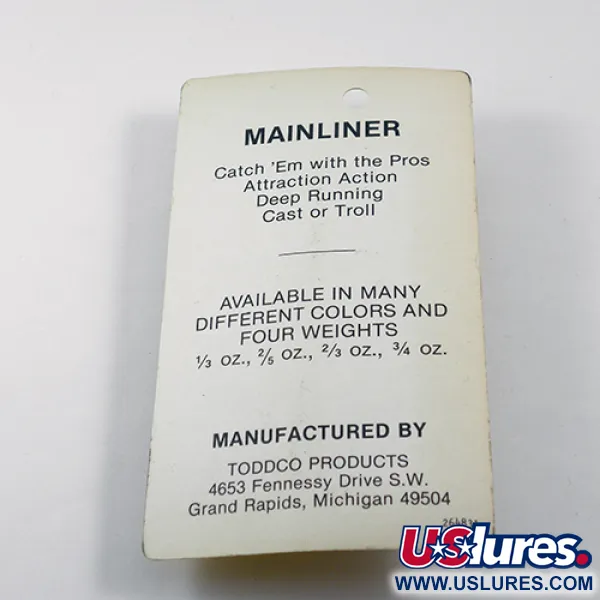 MAINLINER
Catch 'Em with the Pros
Attraction Action
Deep Running
Cast or Troll
AVAILABLE IN MANY
DIFFERENT COLORS AND
FOUR WEIGHTS
⅓ oz., ⅖ oz., ⅔ oz., ¾ oz.
MANUFACTURED BY
TODDCO PRODUCTS
4653 Fennessy Drive S.W.
Grand Rapids, Michigan 49504
USlures.
WWW.USLURES.COM